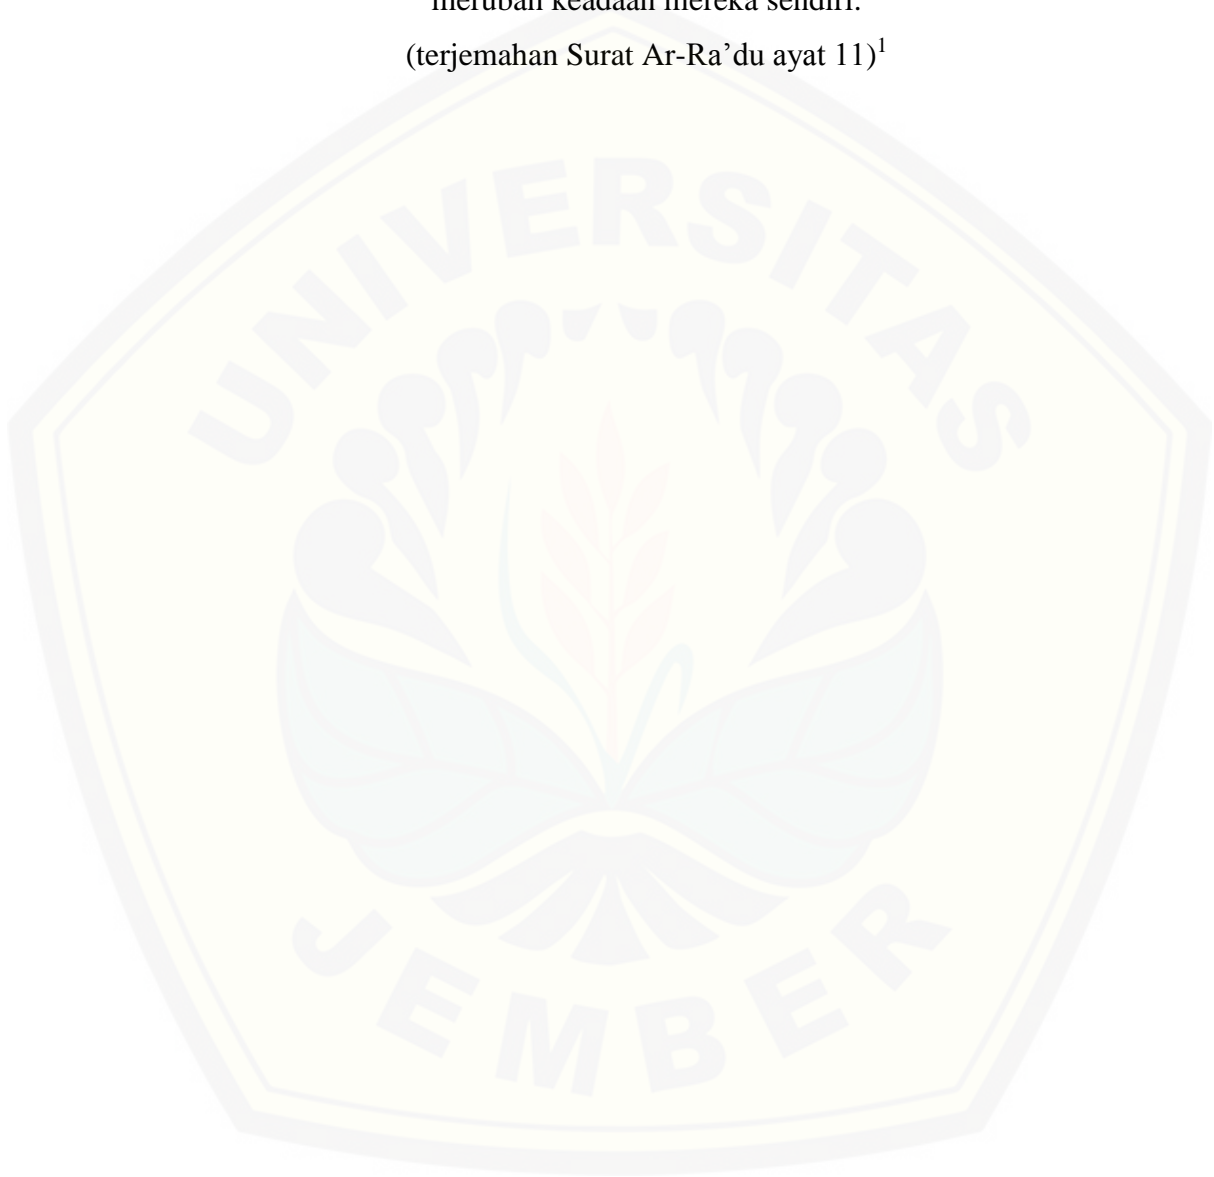 merubah keadaan mereka sendiri.
(terjemahan Surat Ar-Ra’du ayat 11)¹
UNIVERSITAS
JEMBER